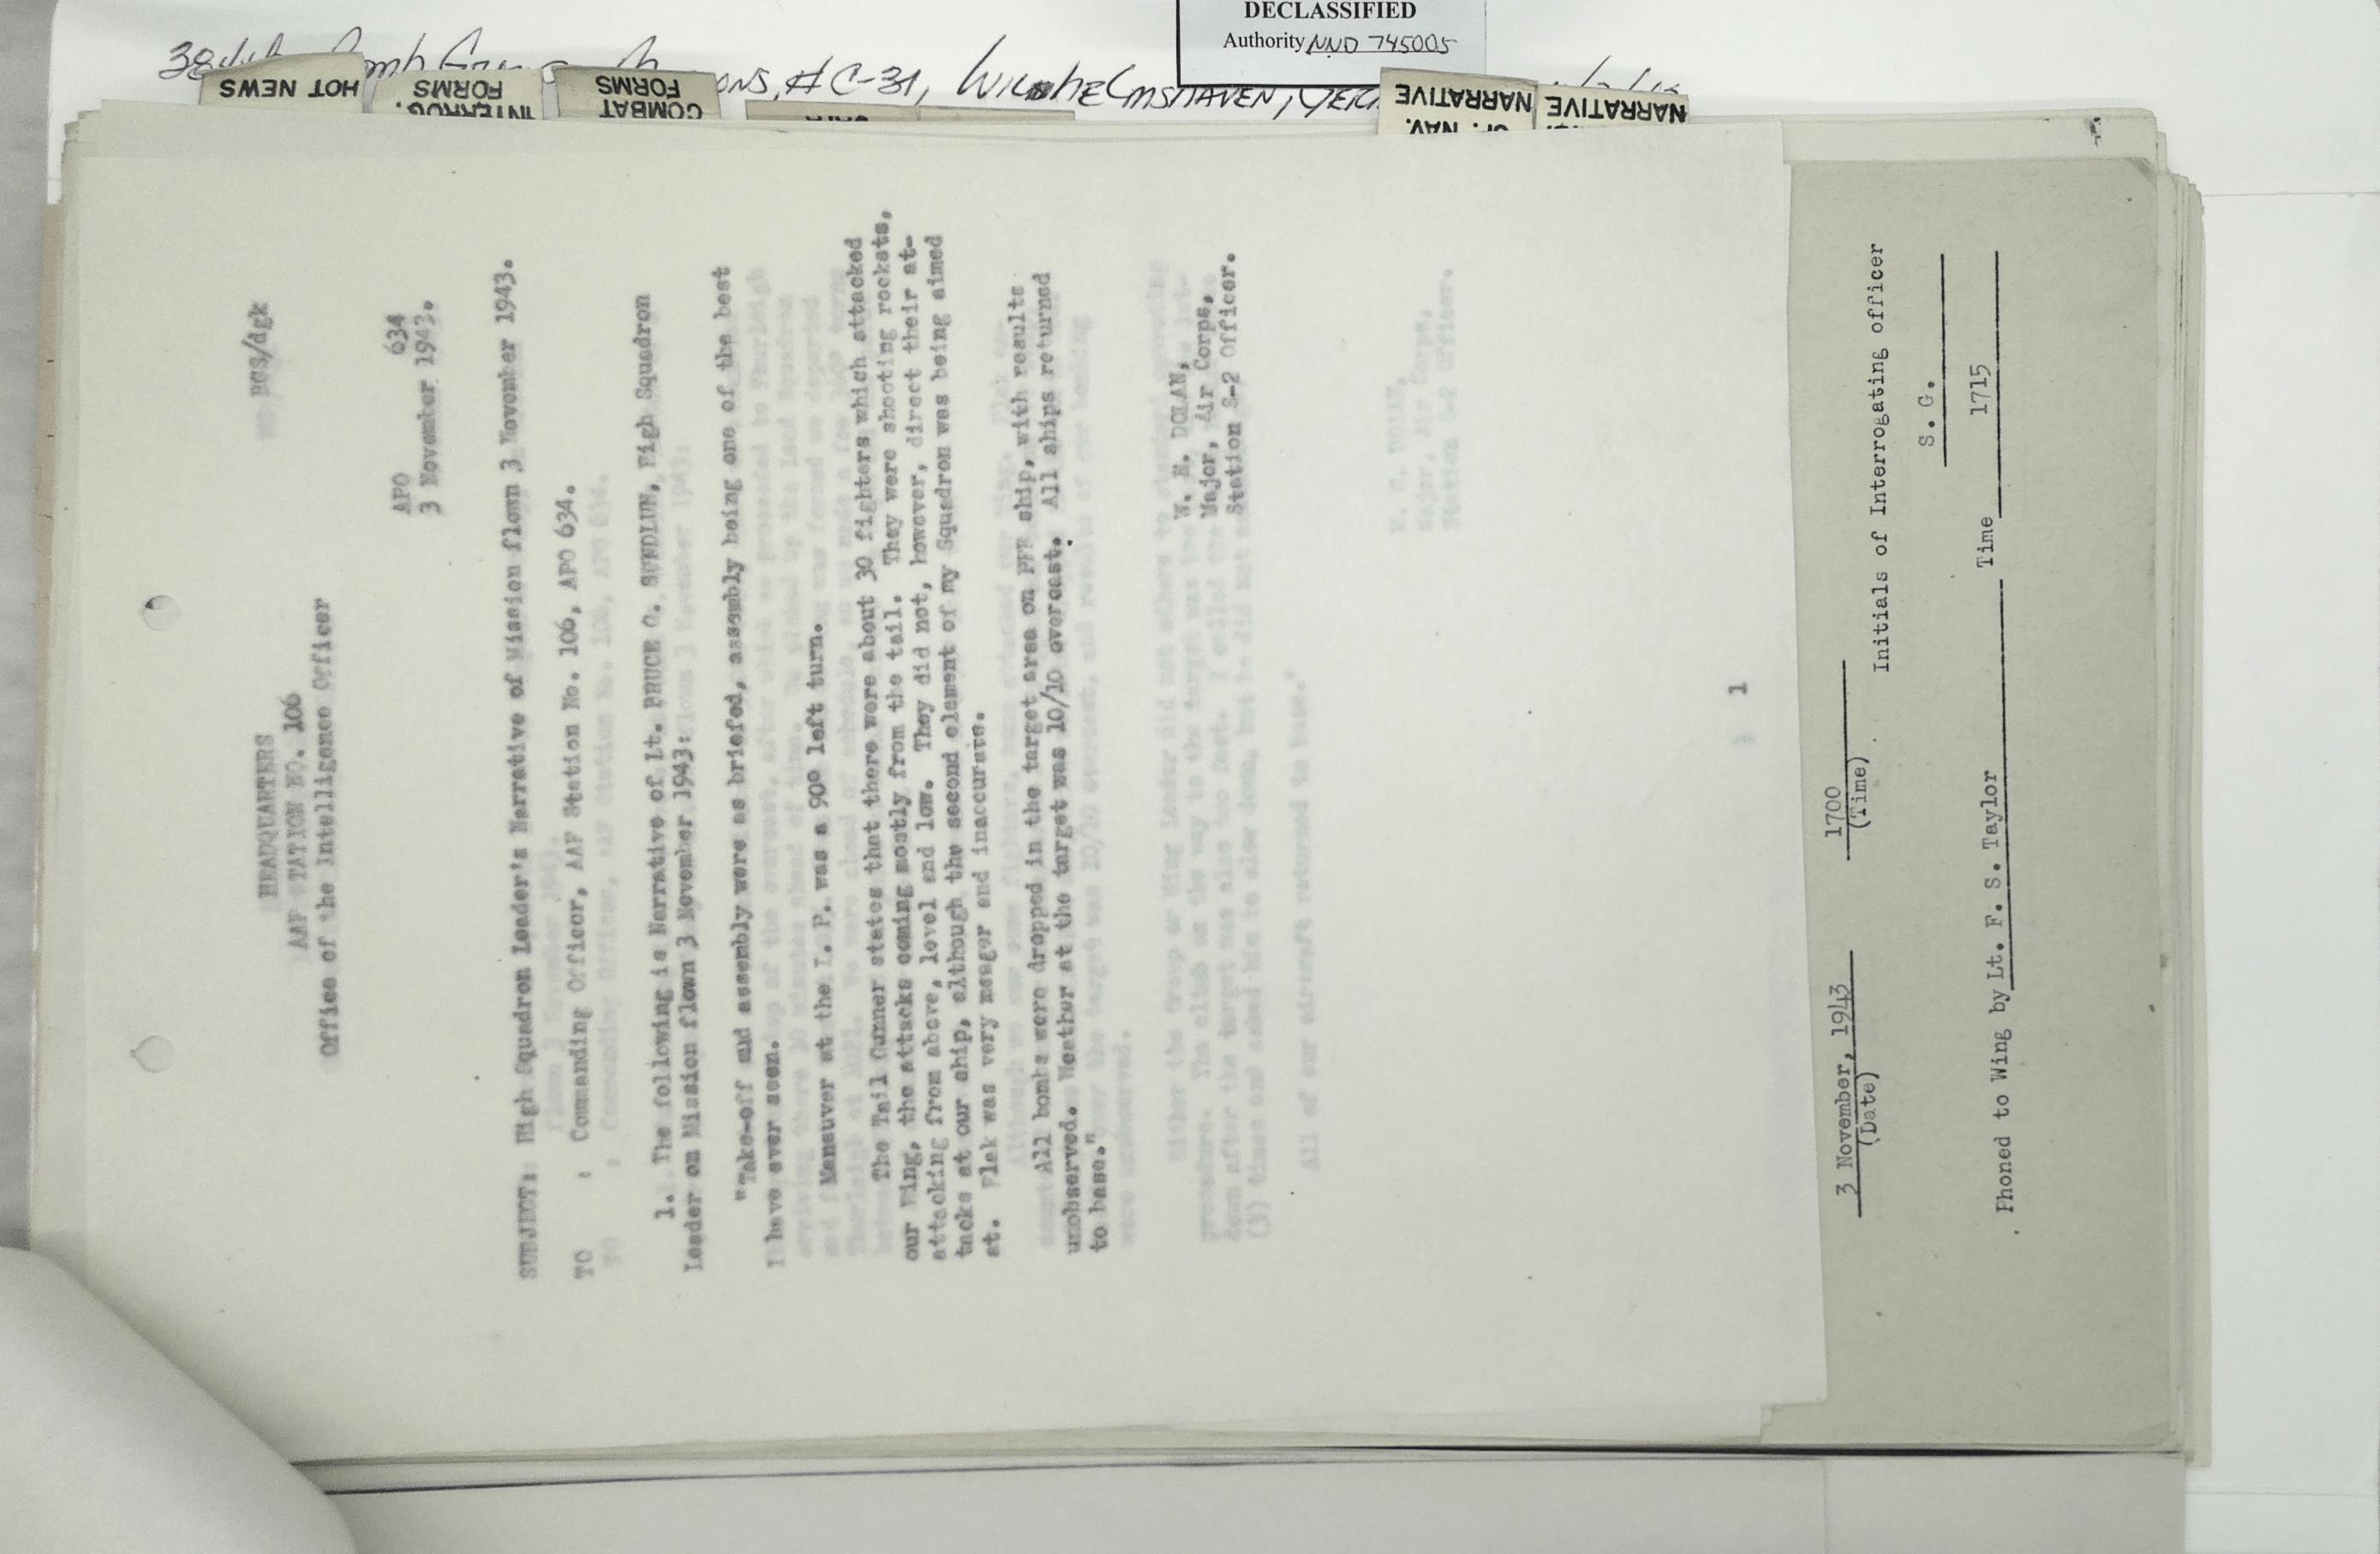 DECLASSIFIED
Authority NND 745005
HOT NEWS
INTERROG.
FORMS
COMBAT
FORMS
#C-31,
NARRATIVE
NAV.
NARRATIVE
BGS/dgk
HEADQUARTERS
AAF STATION NO. 106
Office of the Intelligence Officer
APO 634
3 November 1943.
SUBJECT: High Squadron Leader's Narrative of Mission flown 3 November 1943.
TO : Commanding Officer, AAF Station No. 106, APO 634.
1. The following is Narrative of Lt. BRUCE G. SUNDLUN, High Squadron
Leader on Mission flown 3 November 1943:
"Take-off and assembly were as briefed, assembly being one of the best
I have ever seen.
Maneuver at the I. P. was a 90° left turn.
The Tail Gunner states that there were about 30 fighters which attacked
our Wing, the attacks coming mostly from the tail. They were shooting rockets,
attacking from above, level and low. They did not, however, direct their at-
tacks at our ship, although the second element of my Squadron was being aimed
at. Flak was very meager and inaccurate.
All bombs were dropped in the target area on PFF ship, with results
unobserved. Weather at the target was 10/10 overcast. All ships returned
to base."
W. E. DOLAN,
Major, Air Corps,
Station S-2 Officer.
1
3 November, 1943 1700
(Date) (Time) Initials of Interrogating officer
S. G.
Phoned to Wing by Lt. F. S. Taylor Time 1715